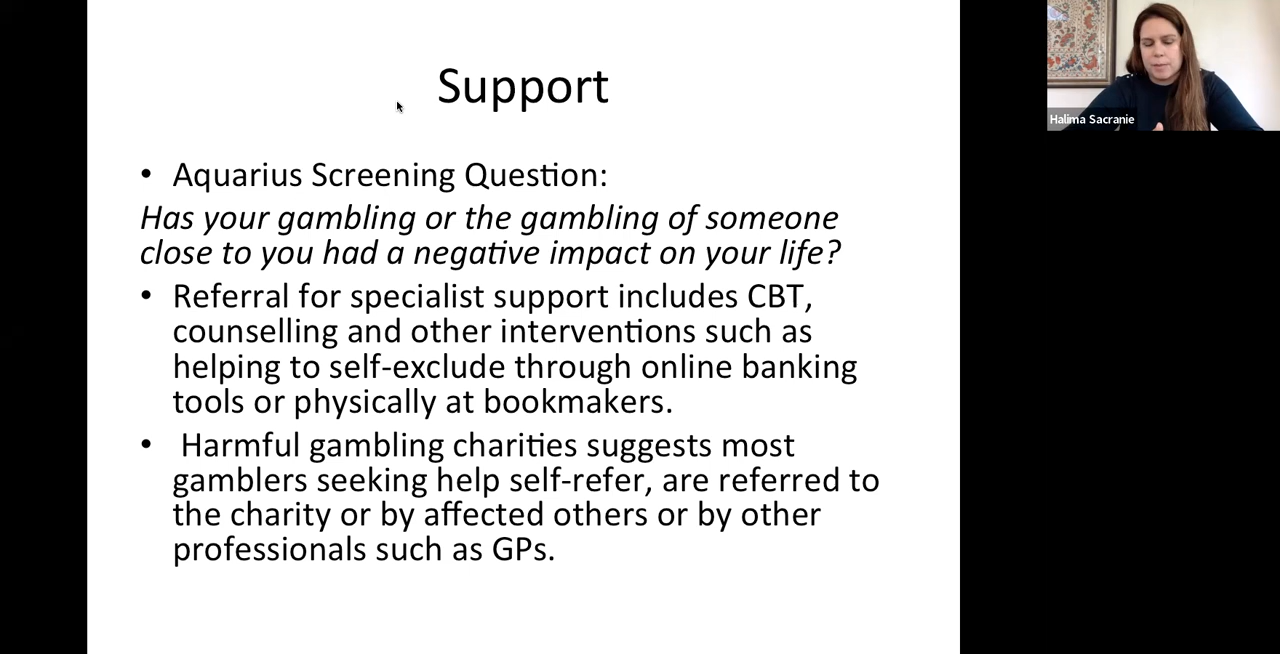 Support
• Aquarius Screening Question:
Has your gambling or the gambling of someone
close to you had a negative impact on your life?
• Referral for specialist support includes CBT,
counselling and other interventions such as
helping to self-exclude through online banking
tools or physically at bookmakers.
• Harmful gambling charities suggests most
gamblers seeking help self-refer, are referred to
the charity or by affected others or by other
professionals such as GPs.
Halima Sacranie